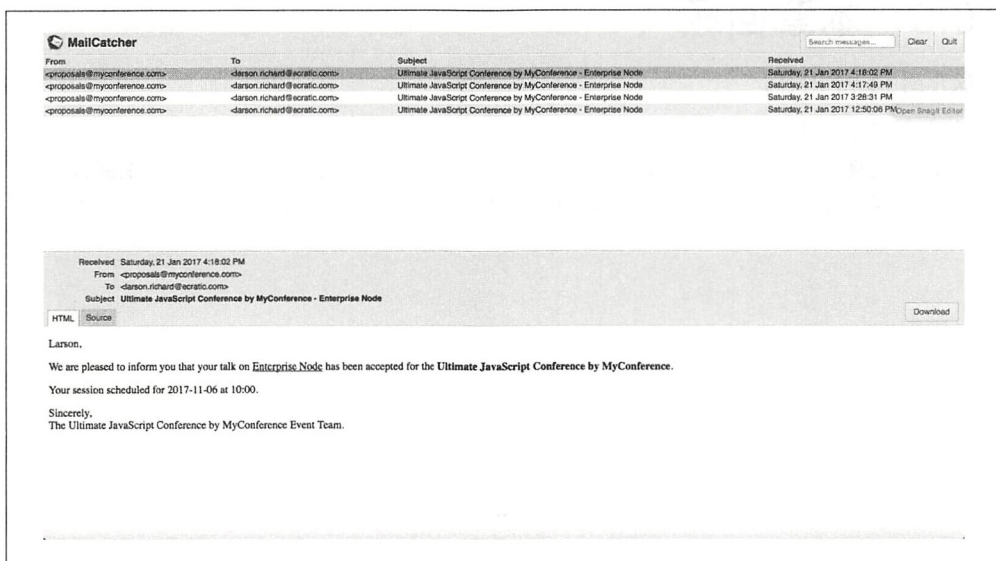 MailCatcher
Search messages... Clear Quit
From To Subject Received
<proposals@myconference.com> <darson.richard@ecratic.com> Ultimate JavaScript Conference by MyConference - Enterprise Node Saturday, 21 Jan 2017 4:18:02 PM
<proposals@myconference.com> <darson.richard@ecratic.com> Ultimate JavaScript Conference by MyConference - Enterprise Node Saturday, 21 Jan 2017 4:17:49 PM
<proposals@myconference.com> <darson.richard@ecratic.com> Ultimate JavaScript Conference by MyConference - Enterprise Node Saturday, 21 Jan 2017 3:28:31 PM
<proposals@myconference.com> <darson.richard@ecratic.com> Ultimate JavaScript Conference by MyConference - Enterprise Node Saturday, 21 Jan 2017 12:50:06 PM Open Snagit Editor
Received Saturday, 21 Jan 2017 4:18:02 PM
From <proposals@myconference.com>
To <darson.richard@ecratic.com>
Subject Ultimate JavaScript Conference by MyConference - Enterprise Node
HTML Source Download
Larson,
We are pleased to inform you that your talk on Enterprise Node has been accepted for the Ultimate JavaScript Conference by MyConference.
Your session scheduled for 2017-11-06 at 10:00.
Sincerely,
The Ultimate JavaScript Conference by MyConference Event Team.